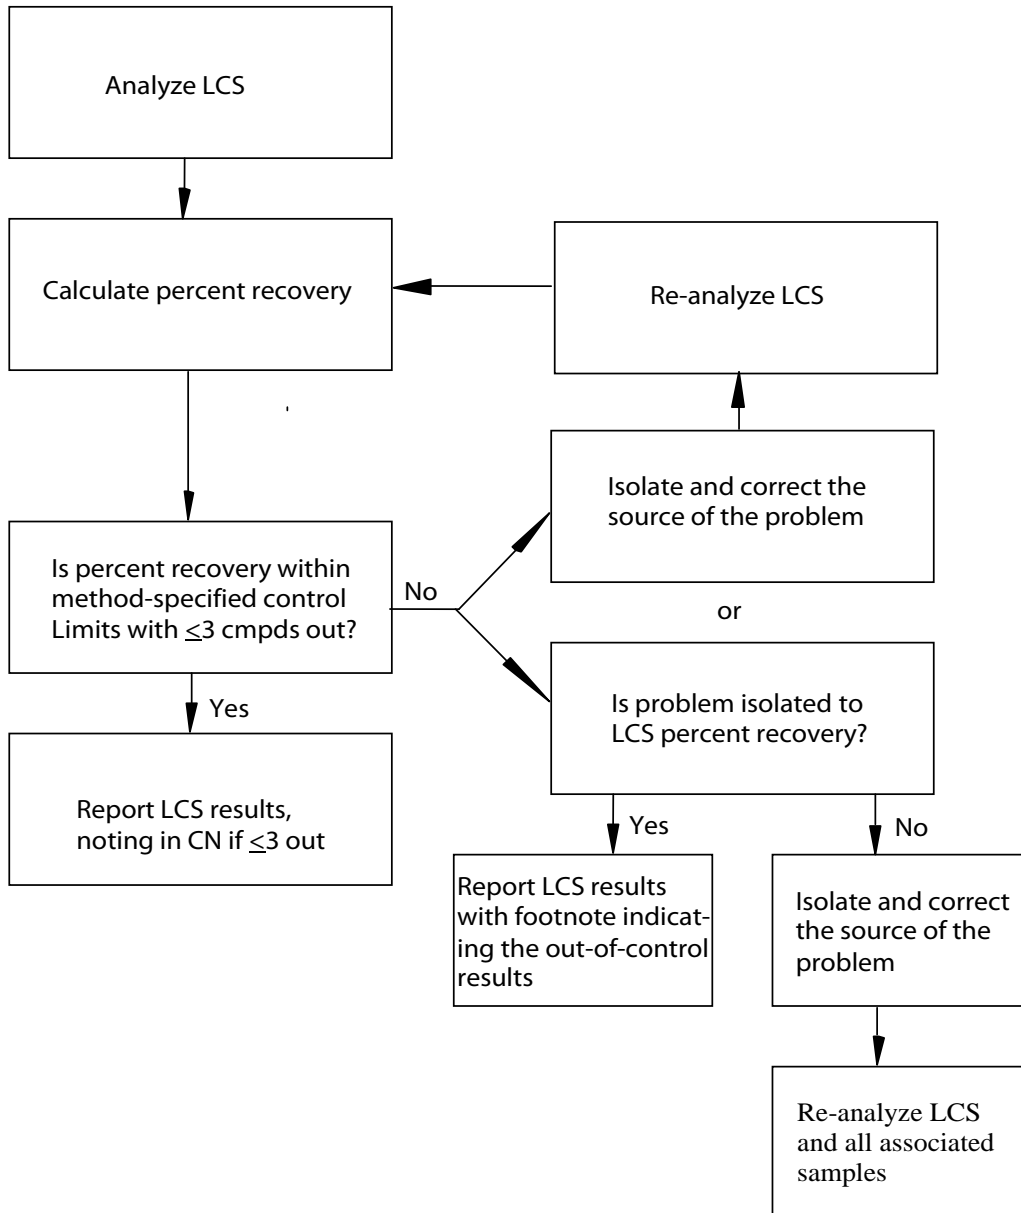 Analyze LCS
Calculate percent recovery
Re-analyze LCS
Isolate and correct the
source of the problem
Is percent recovery within
method-specified control
Limits with ≤3 cmpds out?
No
or
Is problem isolated to
LCS percent recovery?
Yes
Report LCS results,
noting in CN if ≤3 out
Yes
No
Report LCS results
with footnote indicat-
ing the out-of-control
results
Isolate and correct
the source of the
problem
Re-analyze LCS
and all associated
samples